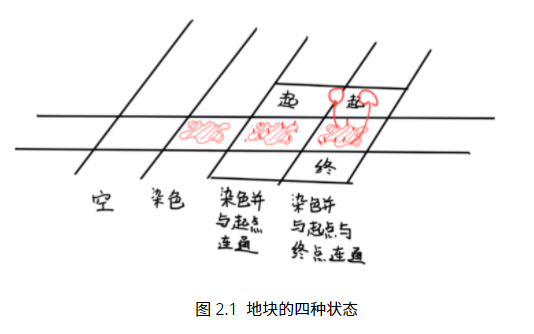 起 起
终
空 染色 染色并 染色并
与起点 与起点与
连通 终点连通
图 2.1 地块的四种状态